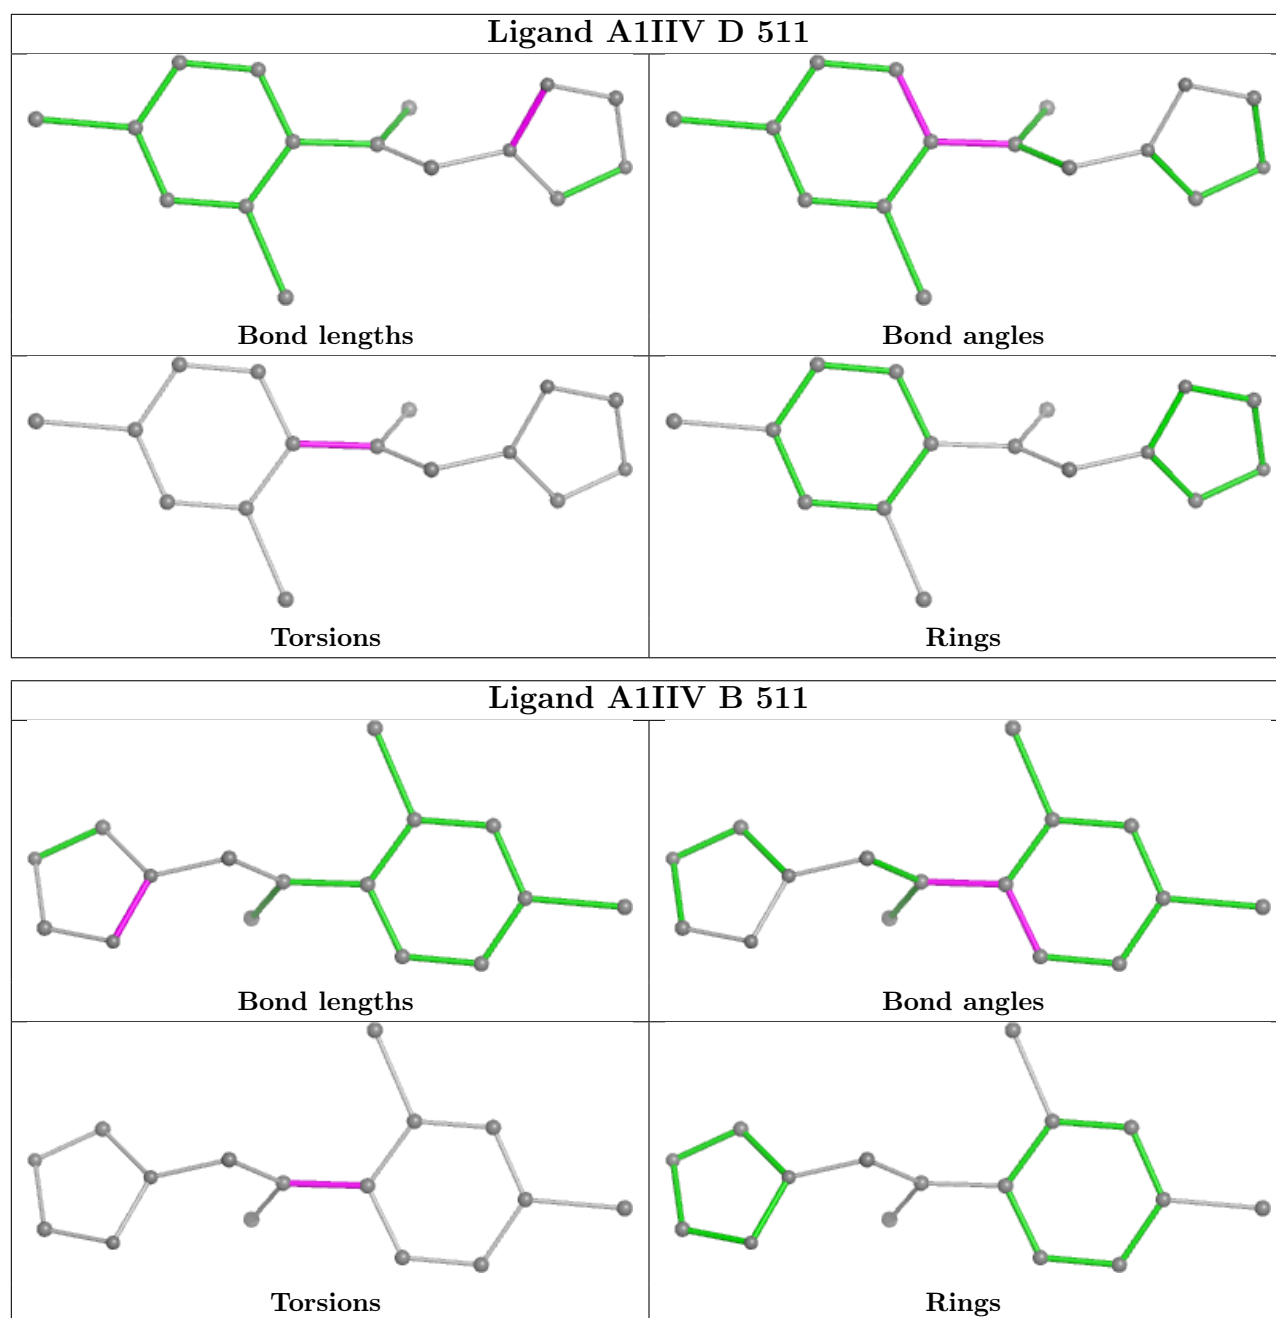 Ligand A1IIV D 511
Bond lengths
Bond angles
Torsions
Rings
Ligand A1IIV B 511
Bond lengths
Bond angles
Torsions
Rings